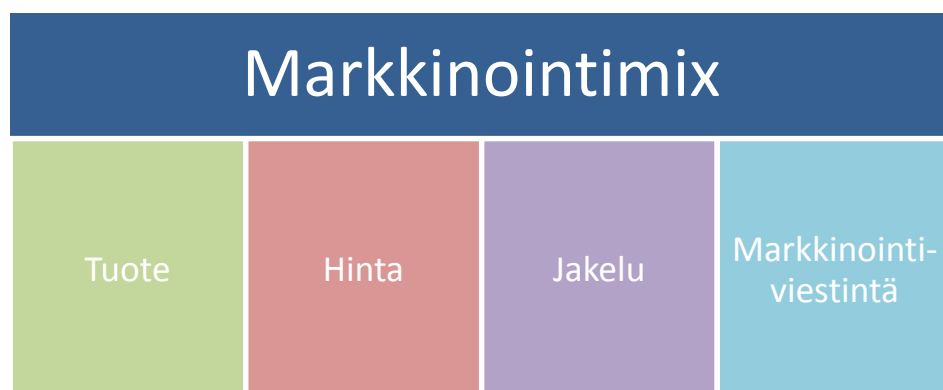 Markkinointimix
Tuote
Hinta
Jakelu
Markkinointi-
viestintä